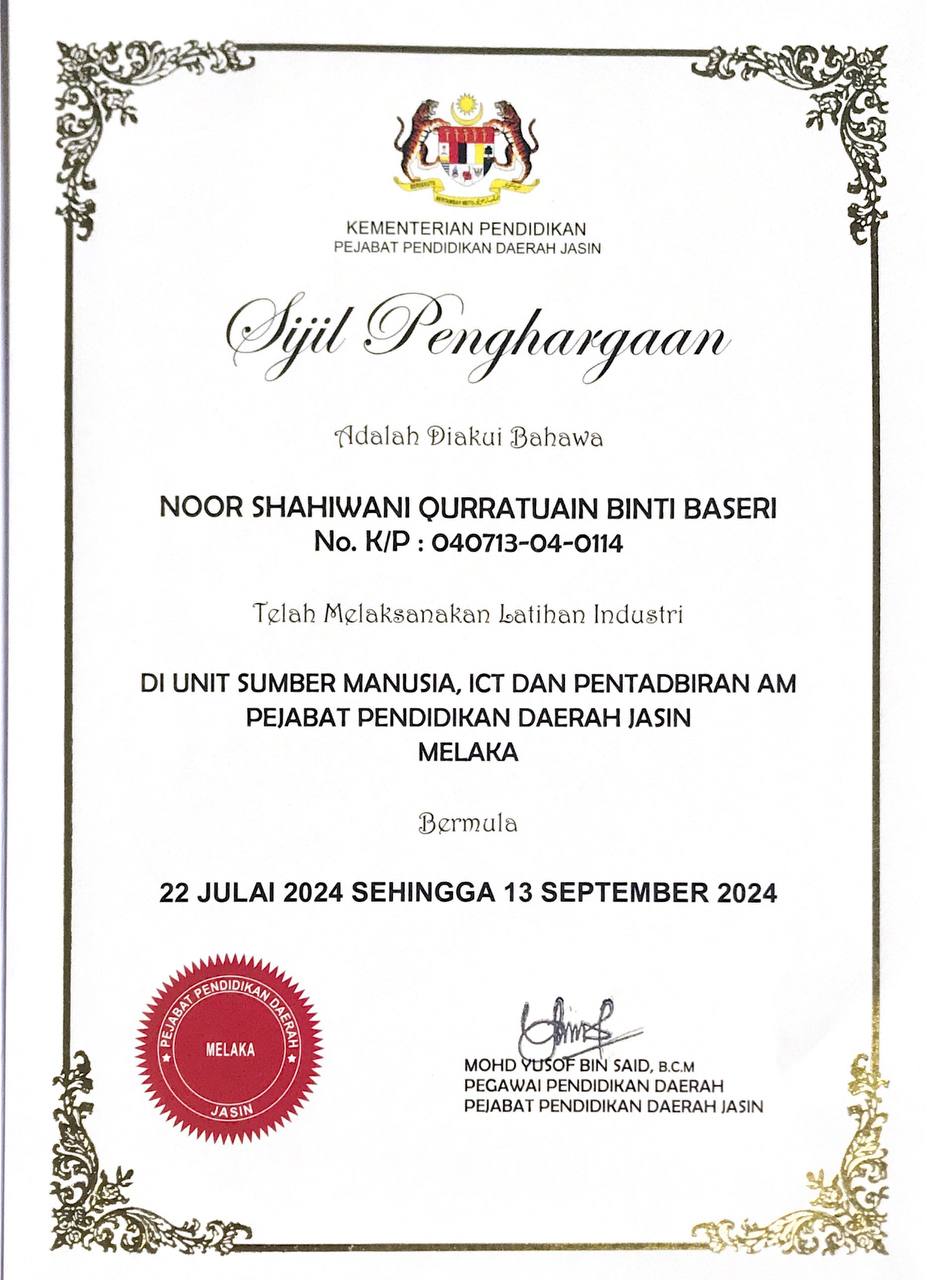 KEMENTERIAN PENDIDIKAN
PEJABAT PENDIDIKAN DAERAH JASIN
Sijil Penghargaan
Adalah Diakui Bahawa
NOOR SHAHIWANI QURRATUAIN BINTI BASERI
No. K/P : 040713-04-0114
Telah Melaksanakan Latihan Industri
DI UNIT SUMBER MANUSIA, ICT DAN PENTADBIRAN AM
PEJABAT PENDIDIKAN DAERAH JASIN
MELAKA
Bermula
22 JULAI 2024 SEHINGGA 13 SEPTEMBER 2024
PEJABAT PENDIDIKAN DAERAH
MELAKA
JASIN
MOHD YUSOF BIN SAID, B.C.M
PEGAWAI PENDIDIKAN DAERAH
PEJABAT PENDIDIKAN DAERAH JASIN